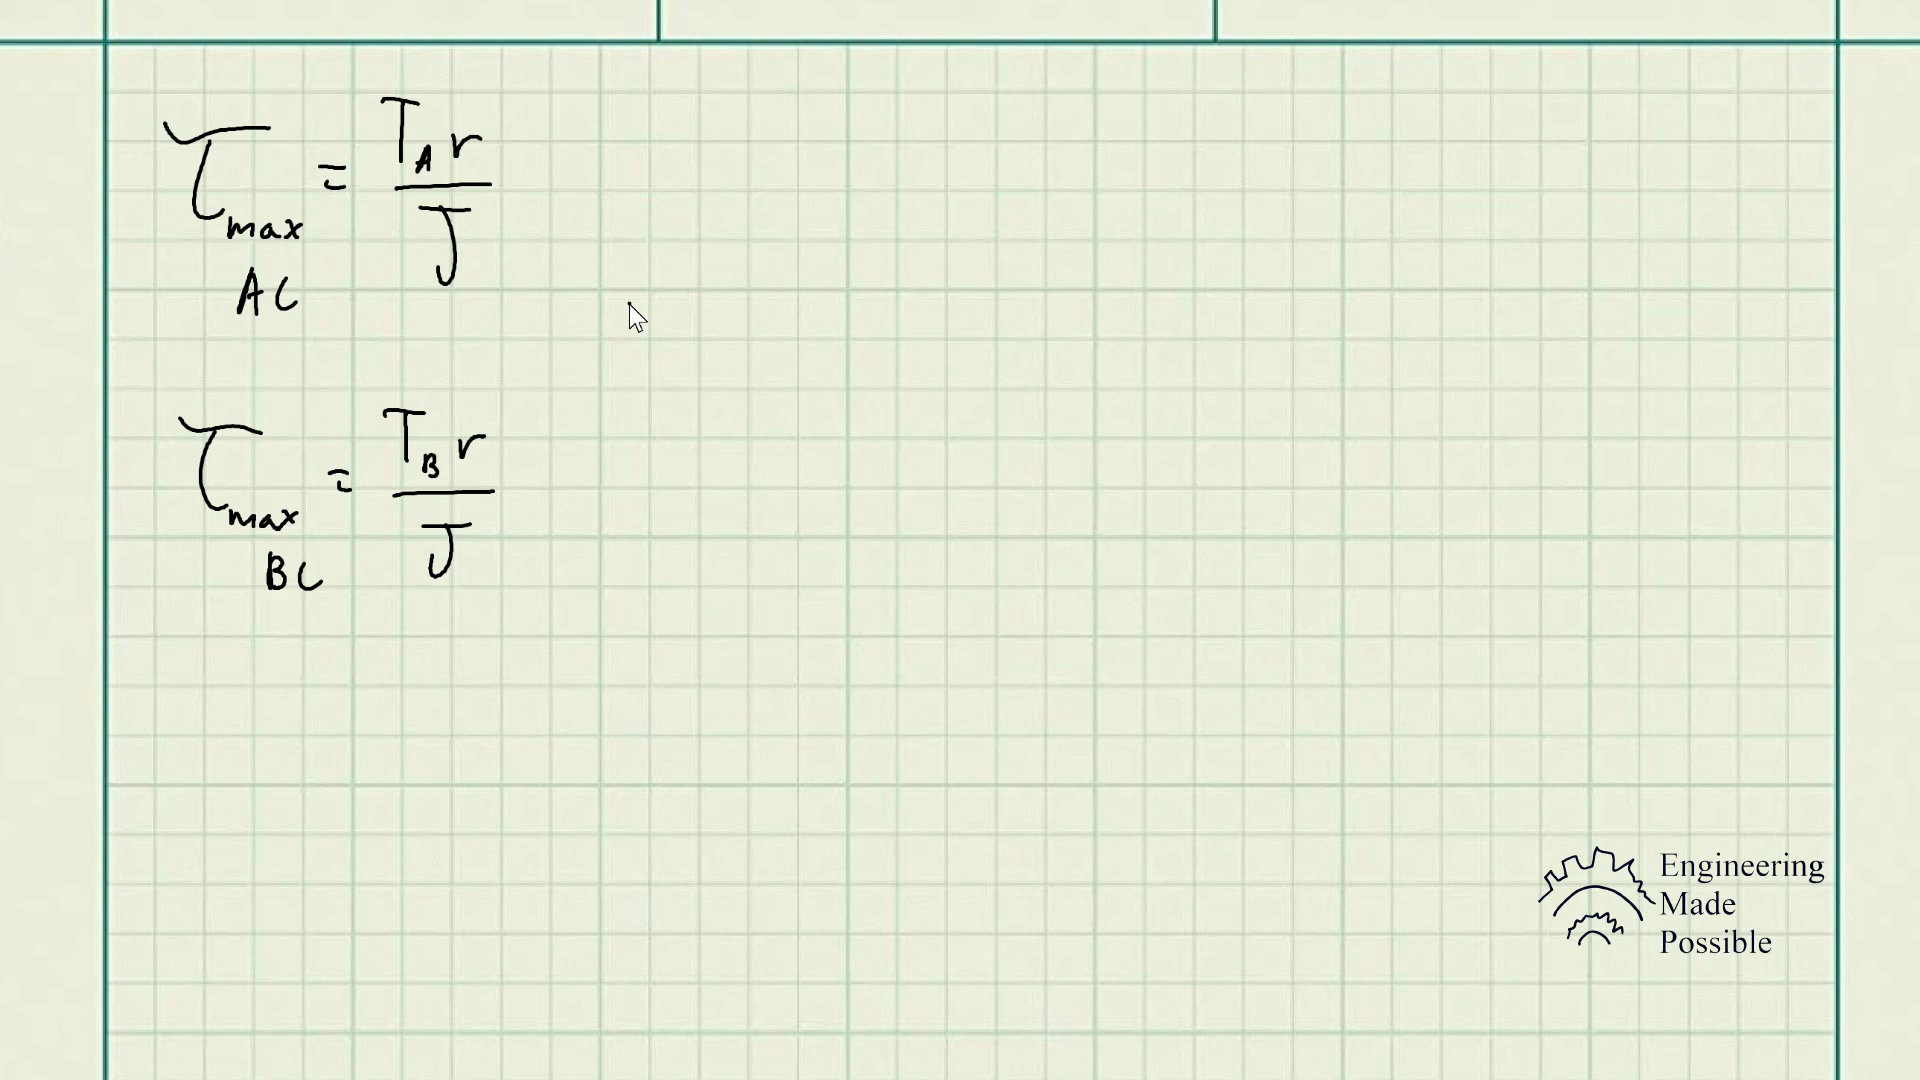 τmax AC = TA r / J
τmax BC = TB r / J
Engineering
Made
Possible